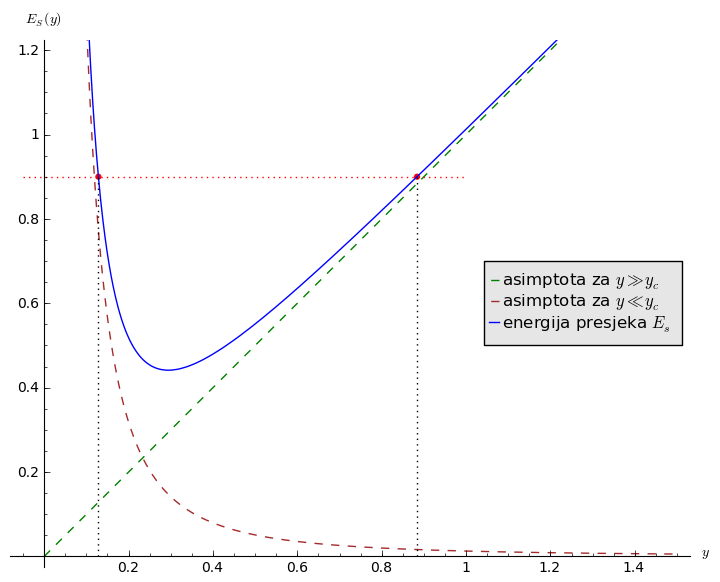 E_S(y)
1.2
1
0.8
0.6
0.4
0.2
asimptota za y ≫ y_c
asimptota za y ≪ y_c
energija presjeka E_s
0.2 0.4 0.6 0.8 1 1.2 1.4
y